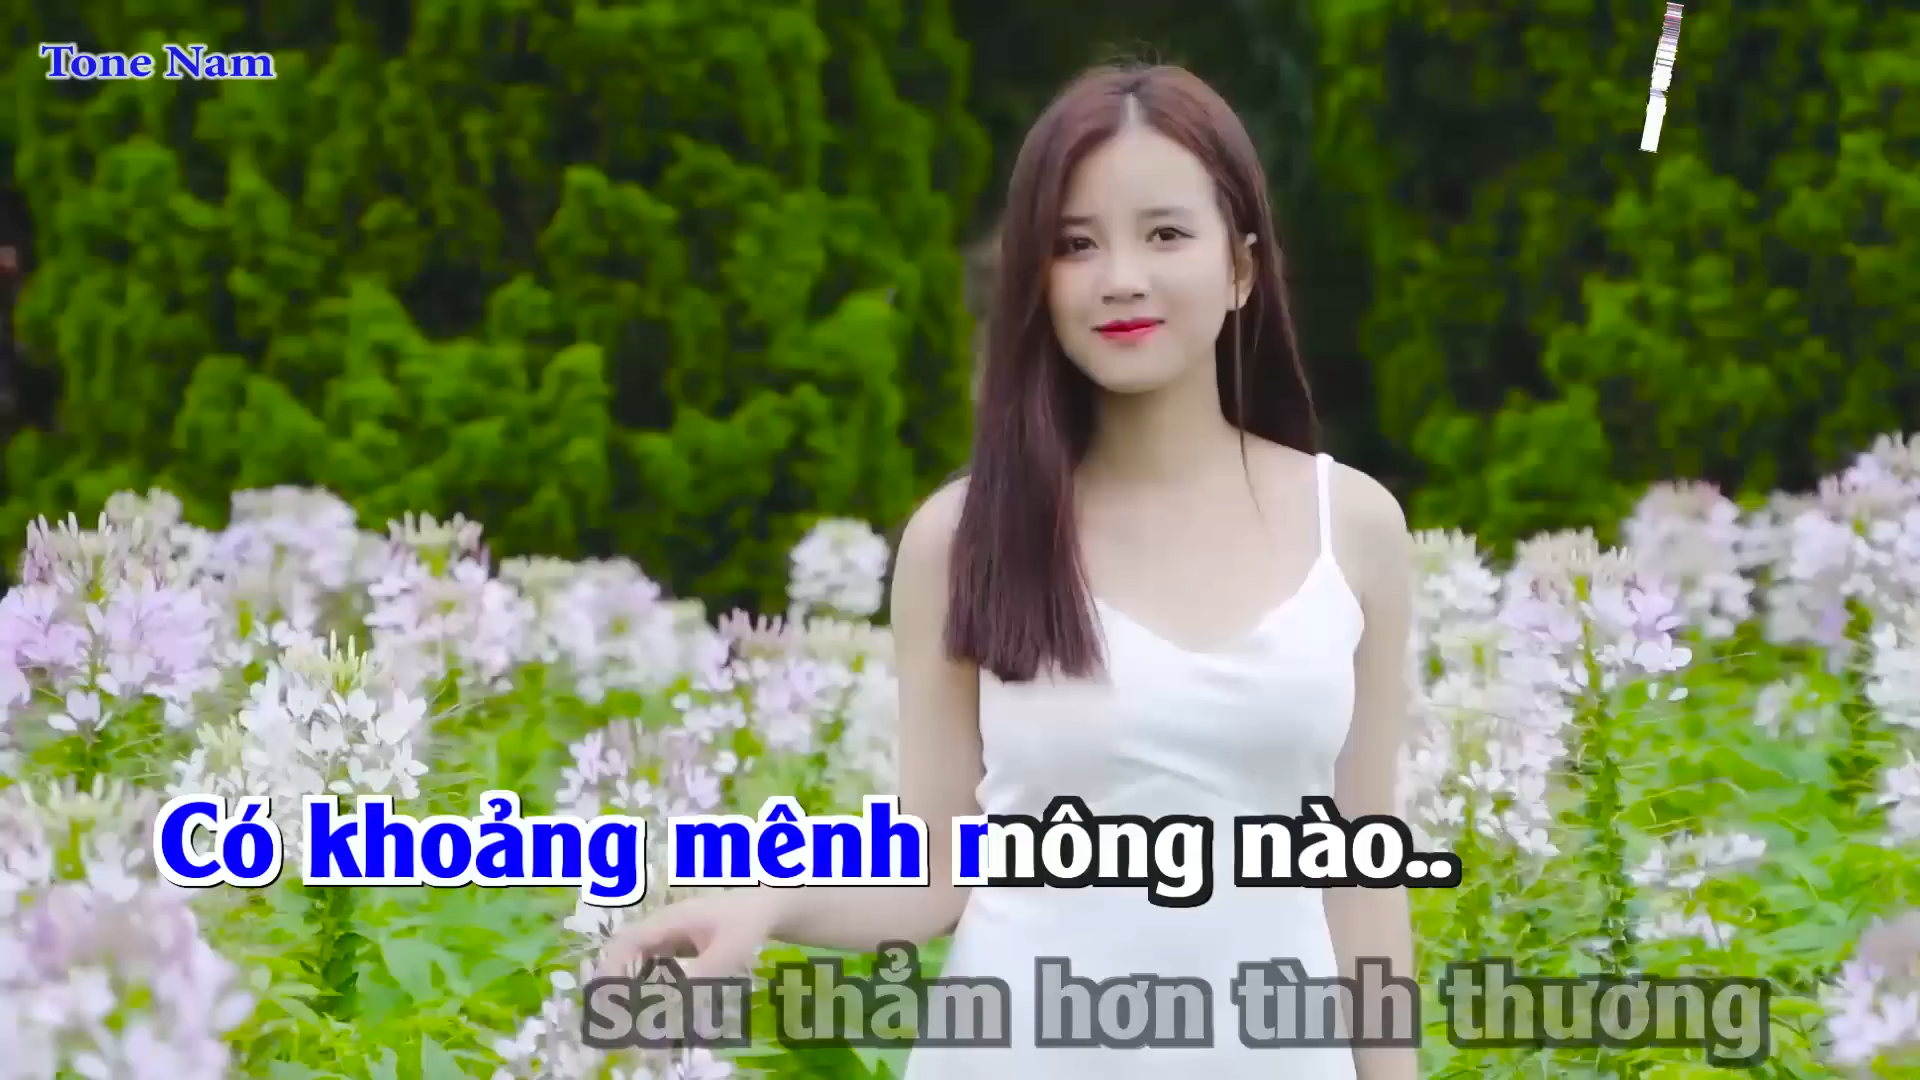 Tone Nam
Có khoảng mênh mông nào..
sâu thẳm hơn tình thương